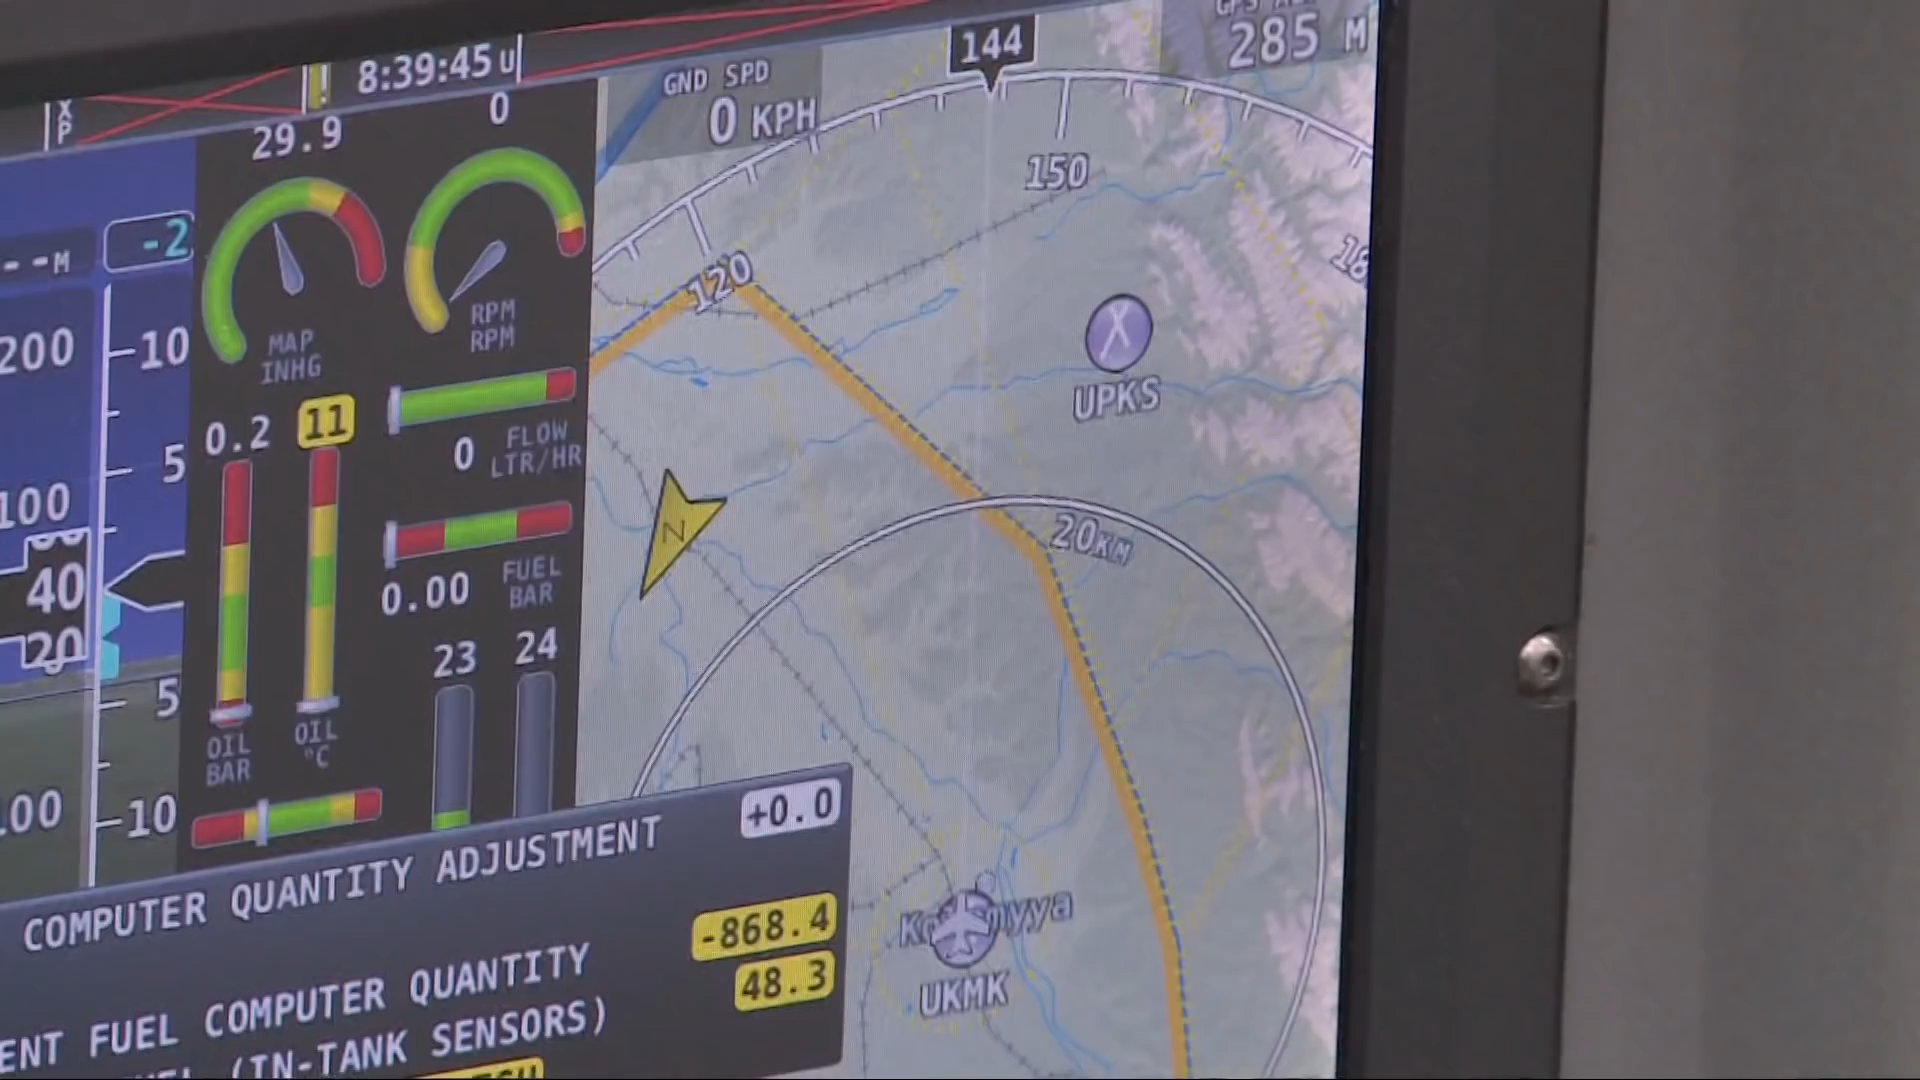 8:39:45 U
GND SPD
0 KPH
144
285 M
XP
29.9
0
150
120
-2
--M
MAP
INHG
RPM
RPM
200
10
UPKS
0.2
11
0
FLOW
LTR/HR
5
100
N
20KM
40
20
0.00
FUEL
BAR
23
24
5
OIL
BAR
OIL
°C
100
10
+0.0
COMPUTER QUANTITY ADJUSTMENT
-868.4
FUEL COMPUTER QUANTITY
48.3
(IN-TANK SENSORS)
UKMK